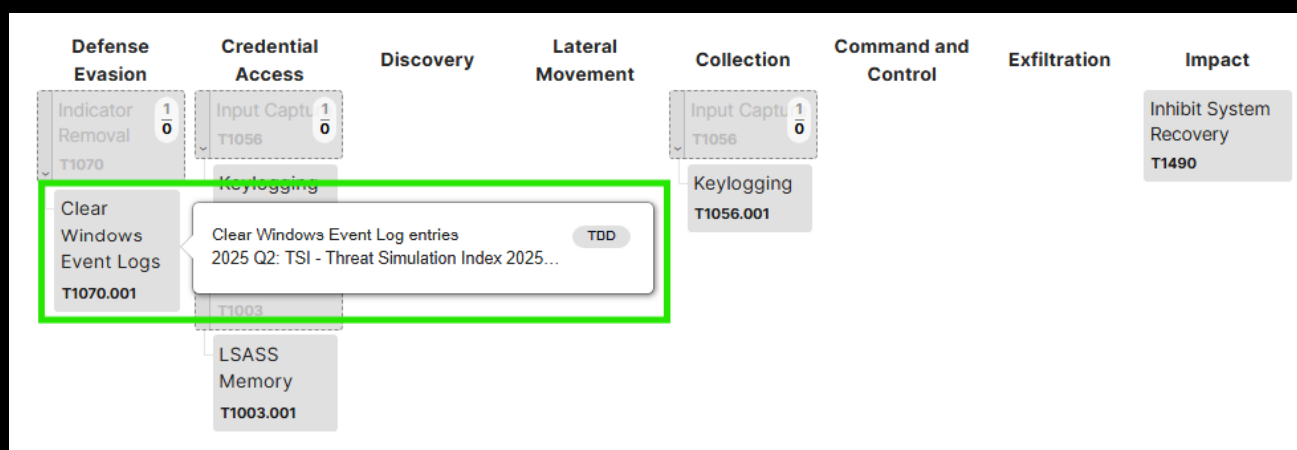 Defense
Evasion
Credential
Access
Discovery
Lateral
Movement
Collection
Command and
Control
Exfiltration
Impact
Indicator
Removal
T1070
1
0
Clear
Windows
Event Logs
T1070.001
Input Captu
T1056
1
0
Keylogging
Clear Windows Event Log entries
2025 Q2: TSI - Threat Simulation Index 2025...
TBD
T1003
LSASS
Memory
T1003.001
Input Captu
T1056
1
0
Keylogging
T1056.001
Inhibit System
Recovery
T1490